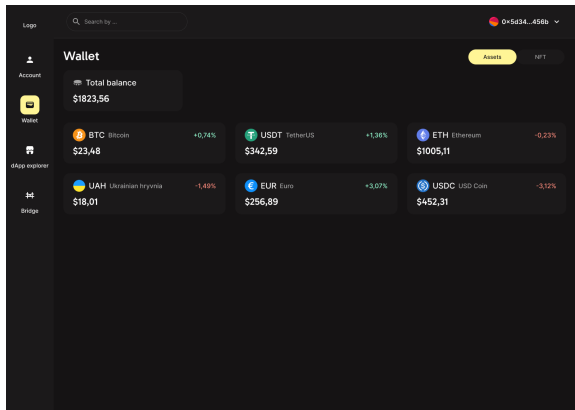 Logo
Search by ...
0×5d34...456b
Account
Wallet
dApp explorer
Bridge
Wallet
Assets
NFT
Total balance
$1823,56
BTC Bitcoin +0,74%
$23,48
USDT TetherUS +1,36%
$342,59
ETH Ethereum -0,23%
$1005,11
UAH Ukrainian hryvnia -1,49%
$18,01
EUR Euro +3,07%
$256,89
USDC USD Coin -3,12%
$452,31